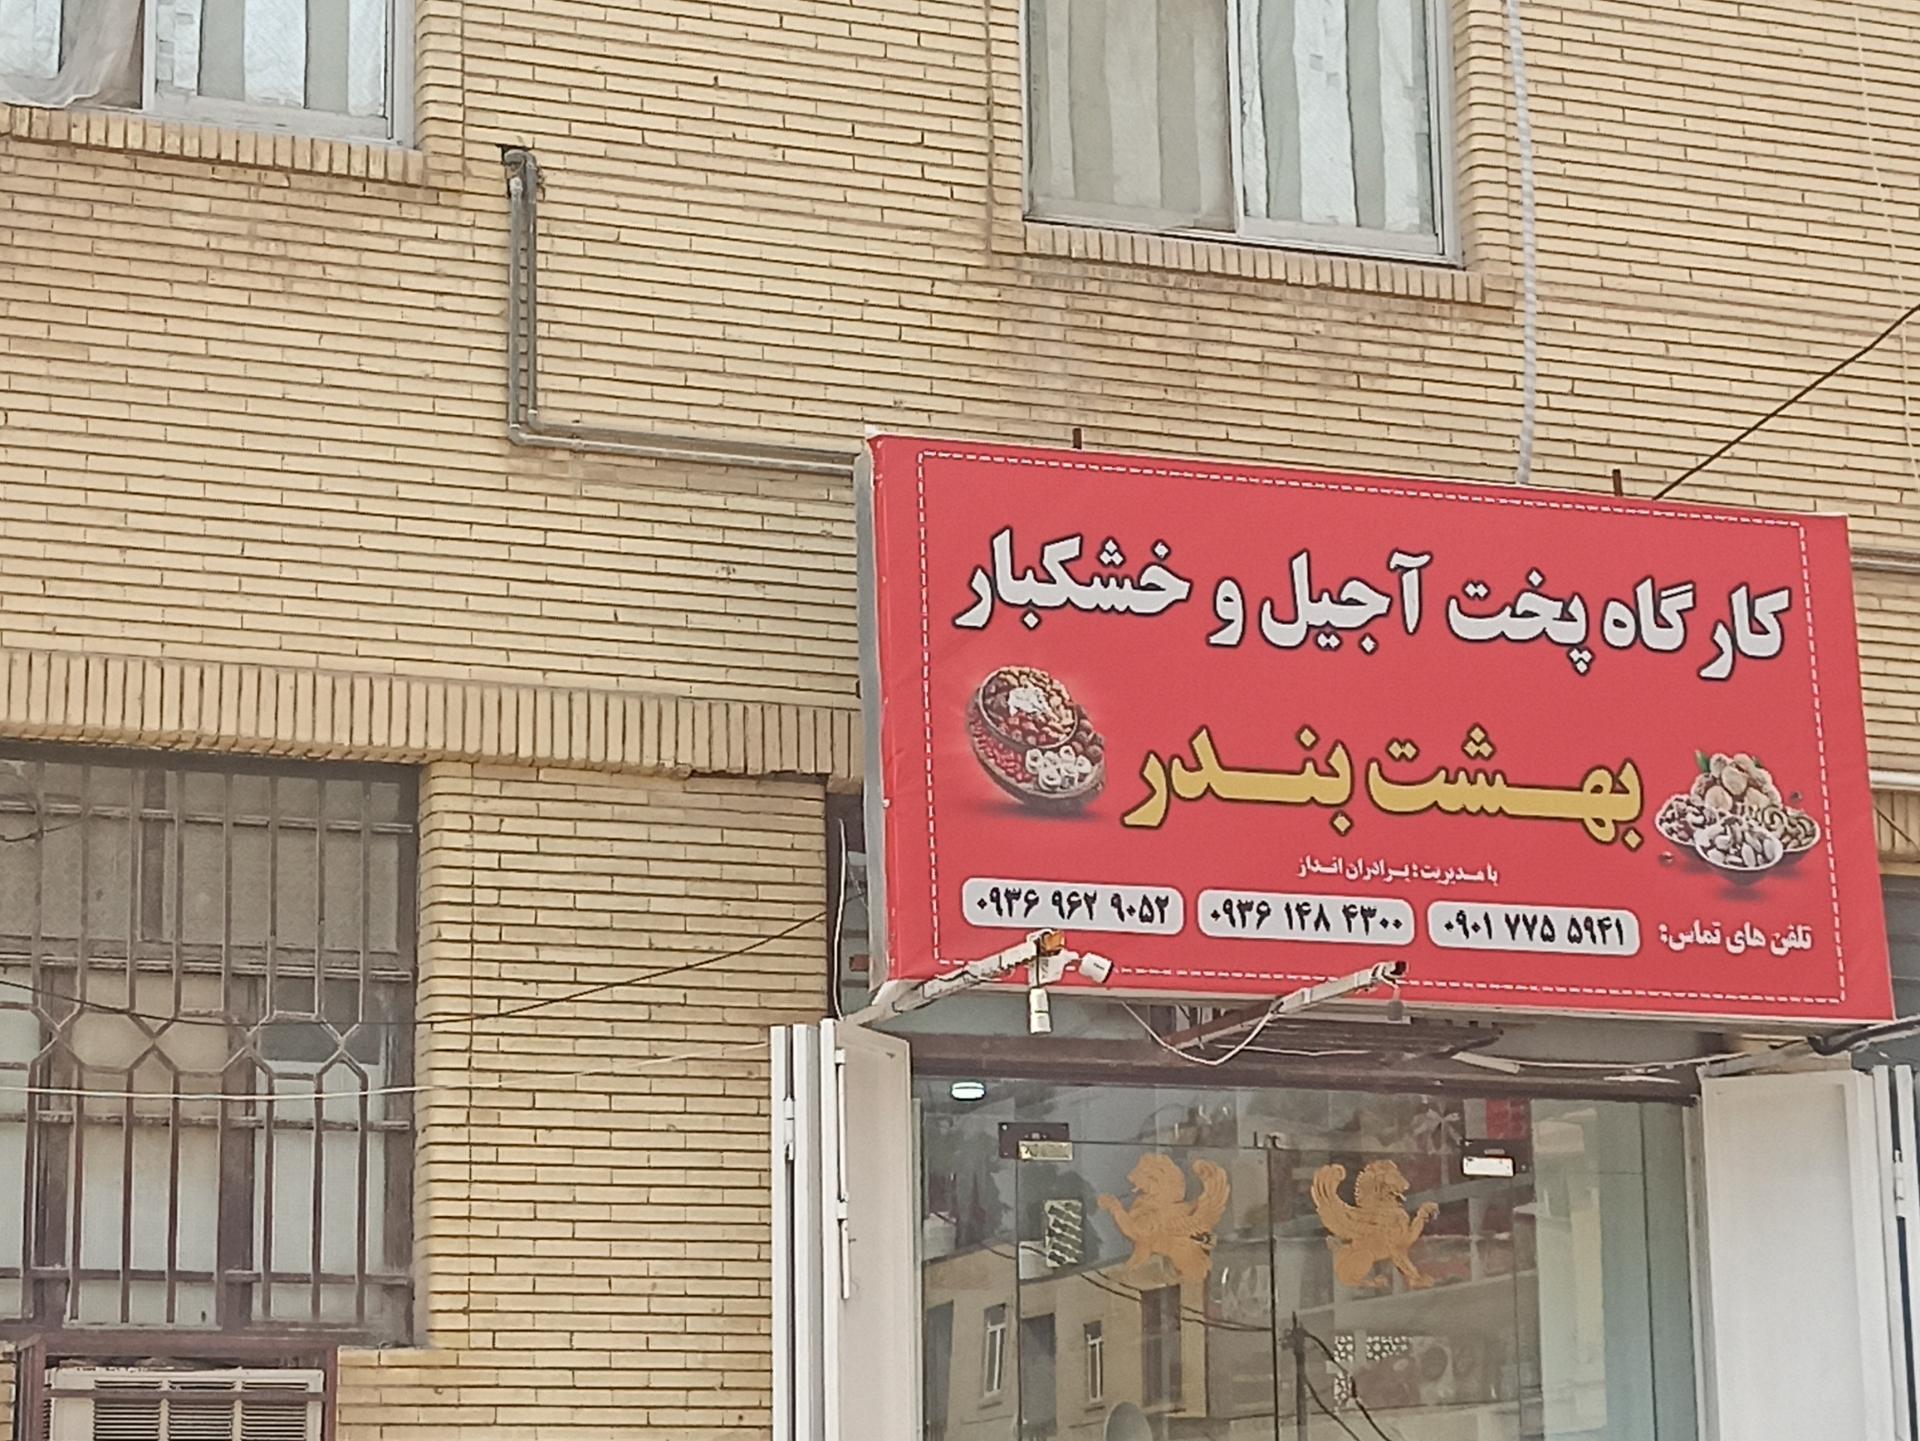 کارگاه پخت آجیل و خشکبار
بهشت بندر
با مدیریت: برادران انداز
تلفن های تماس: ۰۹۰۱ ۷۷۵ ۵۹۴۱ ۰۹۳۶ ۱۴۸ ۴۳۰۰ ۰۹۳۶ ۹۶۲ ۹۰۵۲